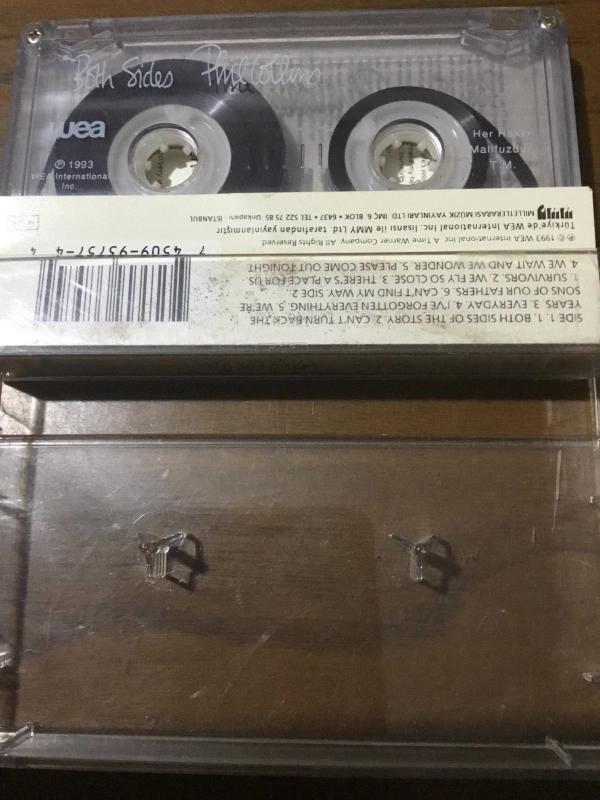 Both Sides Phil Collins
wea
℗ 1993
WEA International
Inc.
Her Hakkı
Mahfuzdur
T.M.
SIDE 1. 1. BOTH SIDES OF THE STORY. 2. CAN'T TURN BACK THE
YEARS 3. EVERYDAY. 4. I'VE FORGOTTEN EVERYTHING. 5. WE'RE
SONS OF OUR FATHERS. 6. CAN'T FIND MY WAY. SIDE 2
1. SURVIVORS. 2. WE FLY SO CLOSE. 3. THERE'S A PLACE FOR US
4. WE WAIT AND WE WONDER. 5. PLEASE COME OUT TONIGHT
℗ 1993 WEA International Inc. A Time Warner Company. All Rights Reserved
Türkiye'de WEA International Inc. lisansı ile MMY Ltd. tarafından yayınlanmıştır
MILLETLERARASI MÜZİK YAYINLARI LTD İMÇ. BLOK • 6437 • TEL 522 75 85 Unkapanı - İSTANBUL
7 4509-95757-4 4